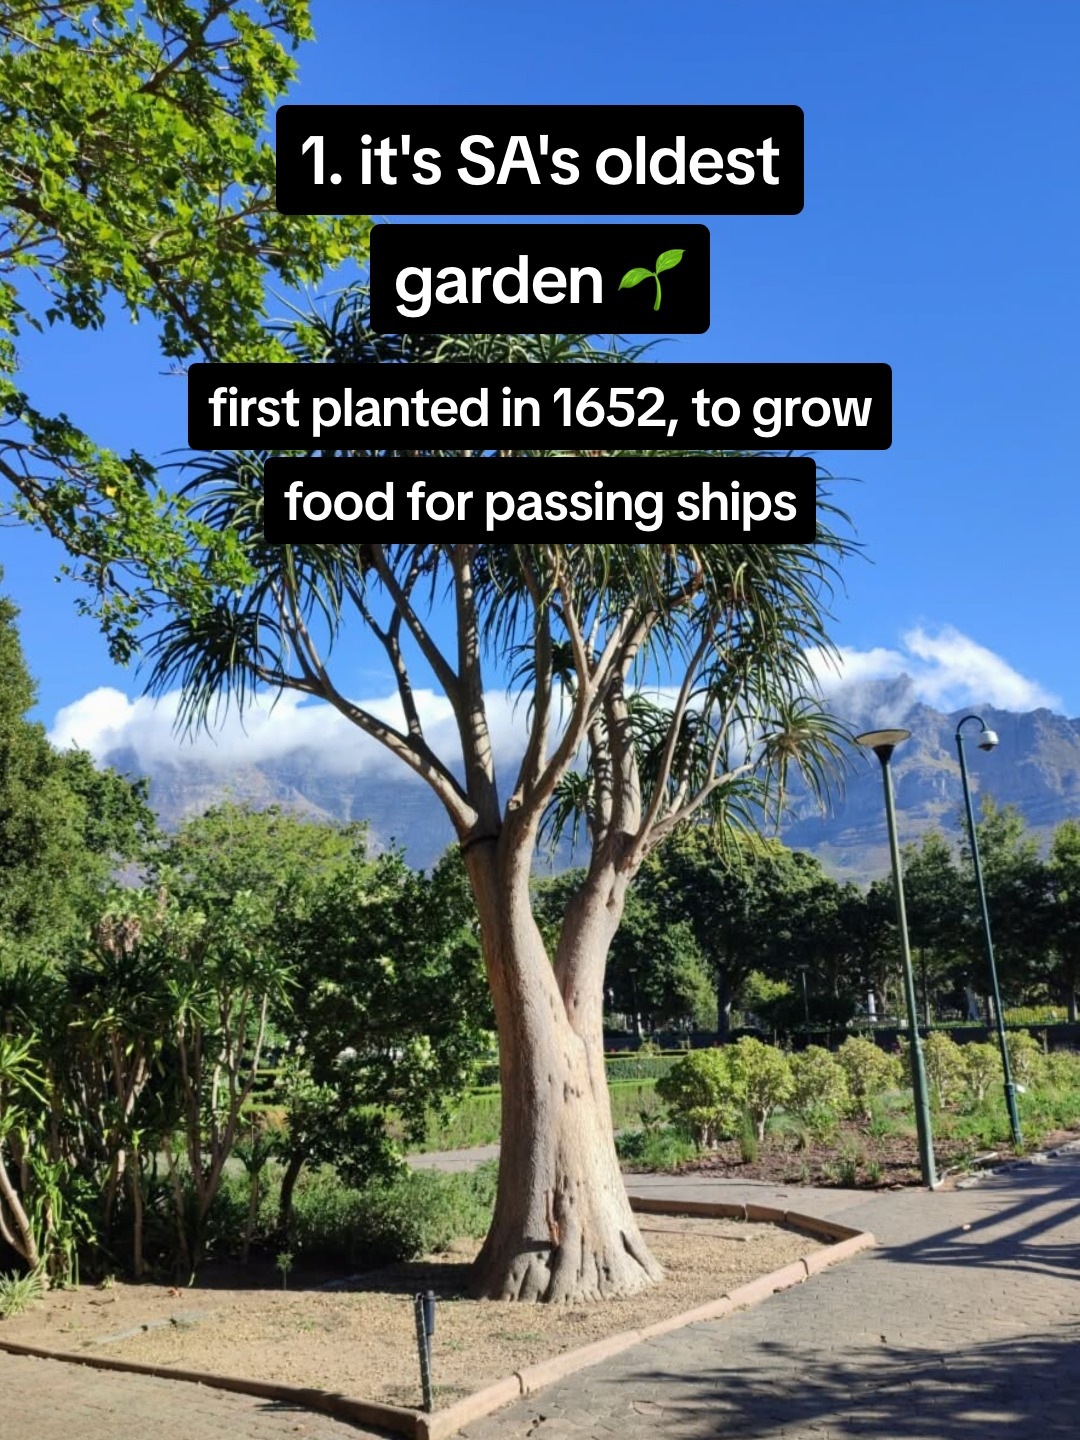 1. it's SA's oldest
garden 🌱
first planted in 1652, to grow
food for passing ships